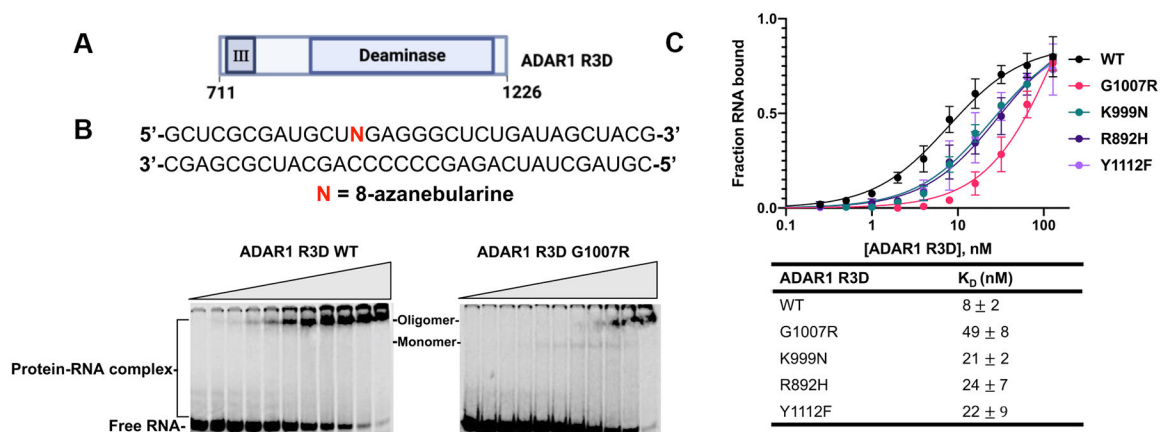 A
III
Deaminase
ADAR1 R3D
711
1226
B
5’-GCUCGCGAUGCUNGAGGGCUCUGAUAGCUACG-3’
3’-CGAGCGCUACGACCCCCCGAGACUAUCGAUGC-5’
N = 8-azanebularine
ADAR1 R3D WT
ADAR1 R3D G1007R
Protein-RNA complex
-Oligomer-
-Monomer-
Free RNA-
C
Fraction RNA bound
1.0
0.5
0.0
0.1
1
10
100
[ADAR1 R3D], nM
WT
G1007R
K999N
R892H
Y1112F
ADAR1 R3D K_D (nM)
WT 8 ± 2
G1007R 49 ± 8
K999N 21 ± 2
R892H 24 ± 7
Y1112F 22 ± 9